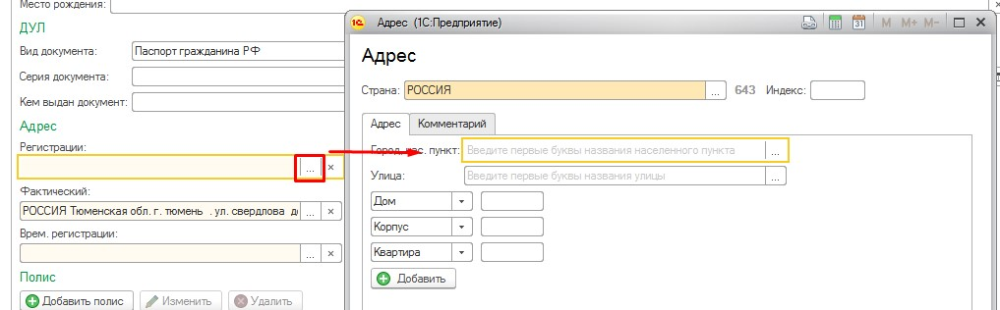 Место рождения:
ДУЛ
Вид документа: Паспорт гражданина РФ
Серия документа:
Кем выдан документ:
Адрес
Регистрации:
... ×
Фактический:
РОССИЯ Тюменская обл. г. тюмень . ул. свердлова д ... ×
Врем. регистрации:
... ×
Полис
Добавить полис Изменить Удалить
1С Адрес (1С:Предприятие) 31 M M+ M-
Адрес
Страна: РОССИЯ ... 643 Индекс:
Адрес Комментарий
Город, нас. пункт: Введите первые буквы названия населенного пункта ...
Улица: Введите первые буквы названия улицы ...
Дом
Корпус
Квартира
Добавить